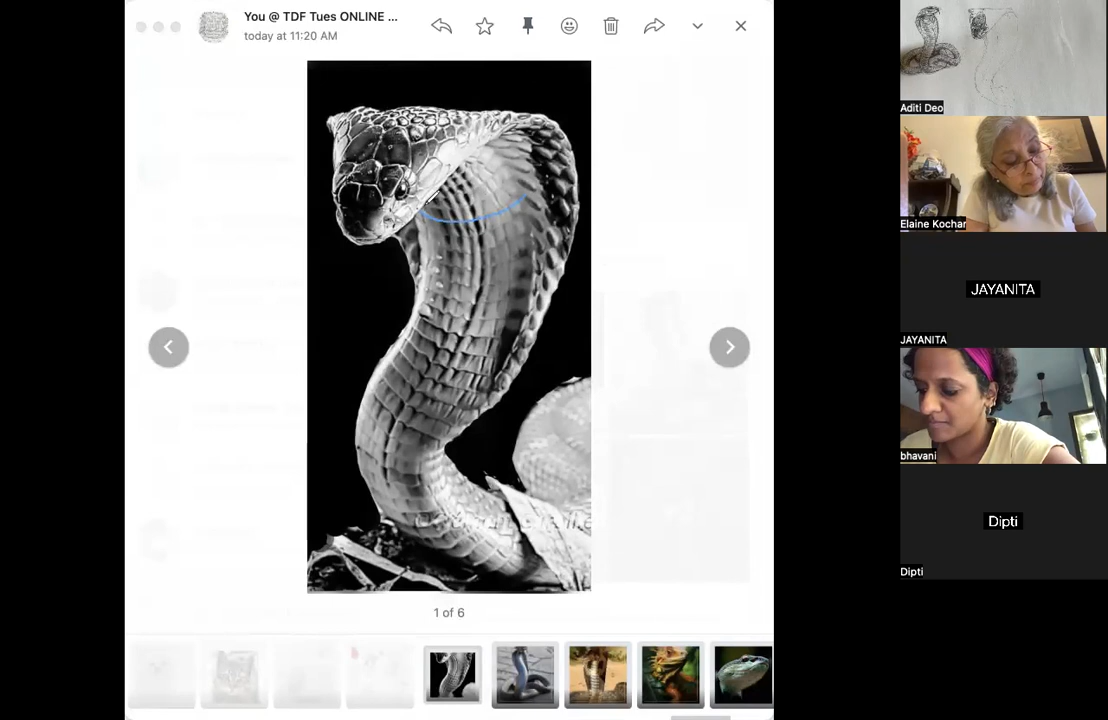 You @ TDF Tues ONLINE ...
today at 11:20 AM
1 of 6
Aditi Deo
Elaine Kochar
JAYANITA
JAYANITA
bhavani
Dipti
Dipti